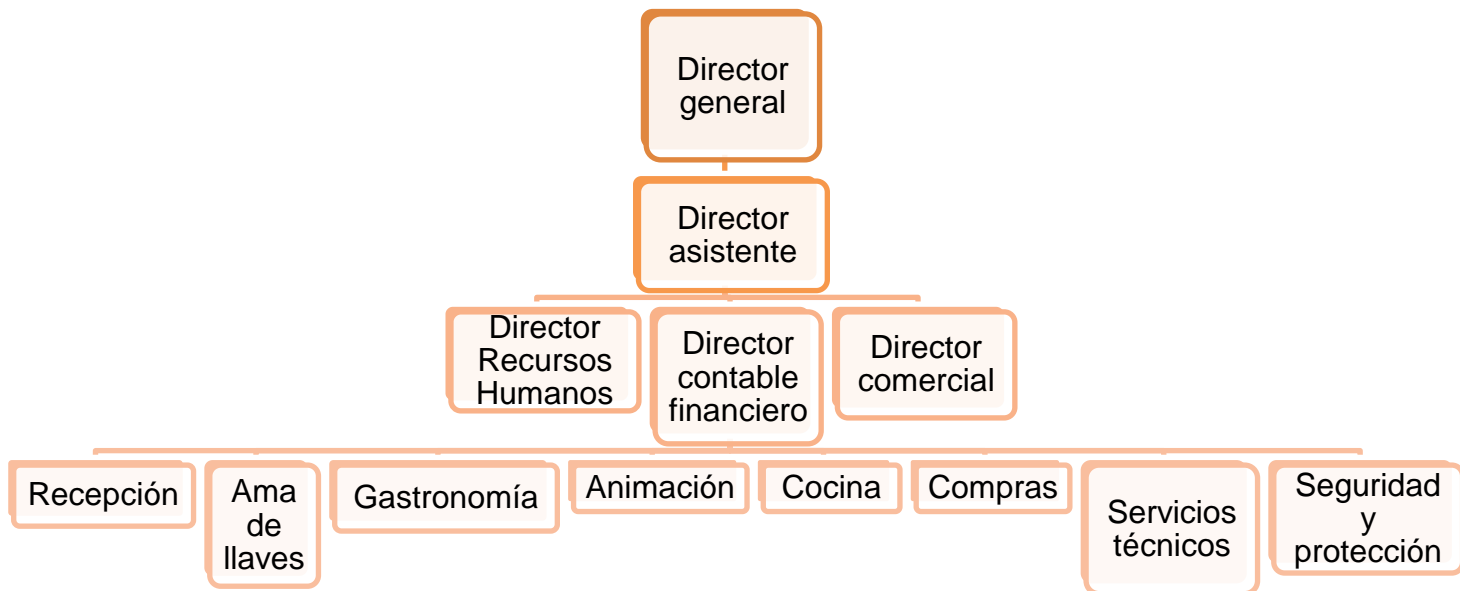 Director
general
Director
asistente
Director
Recursos
Humanos
Director
contable
financiero
Director
comercial
Recepción
Ama
de
llaves
Gastronomía
Animación
Cocina
Compras
Servicios
técnicos
Seguridad
y
protección